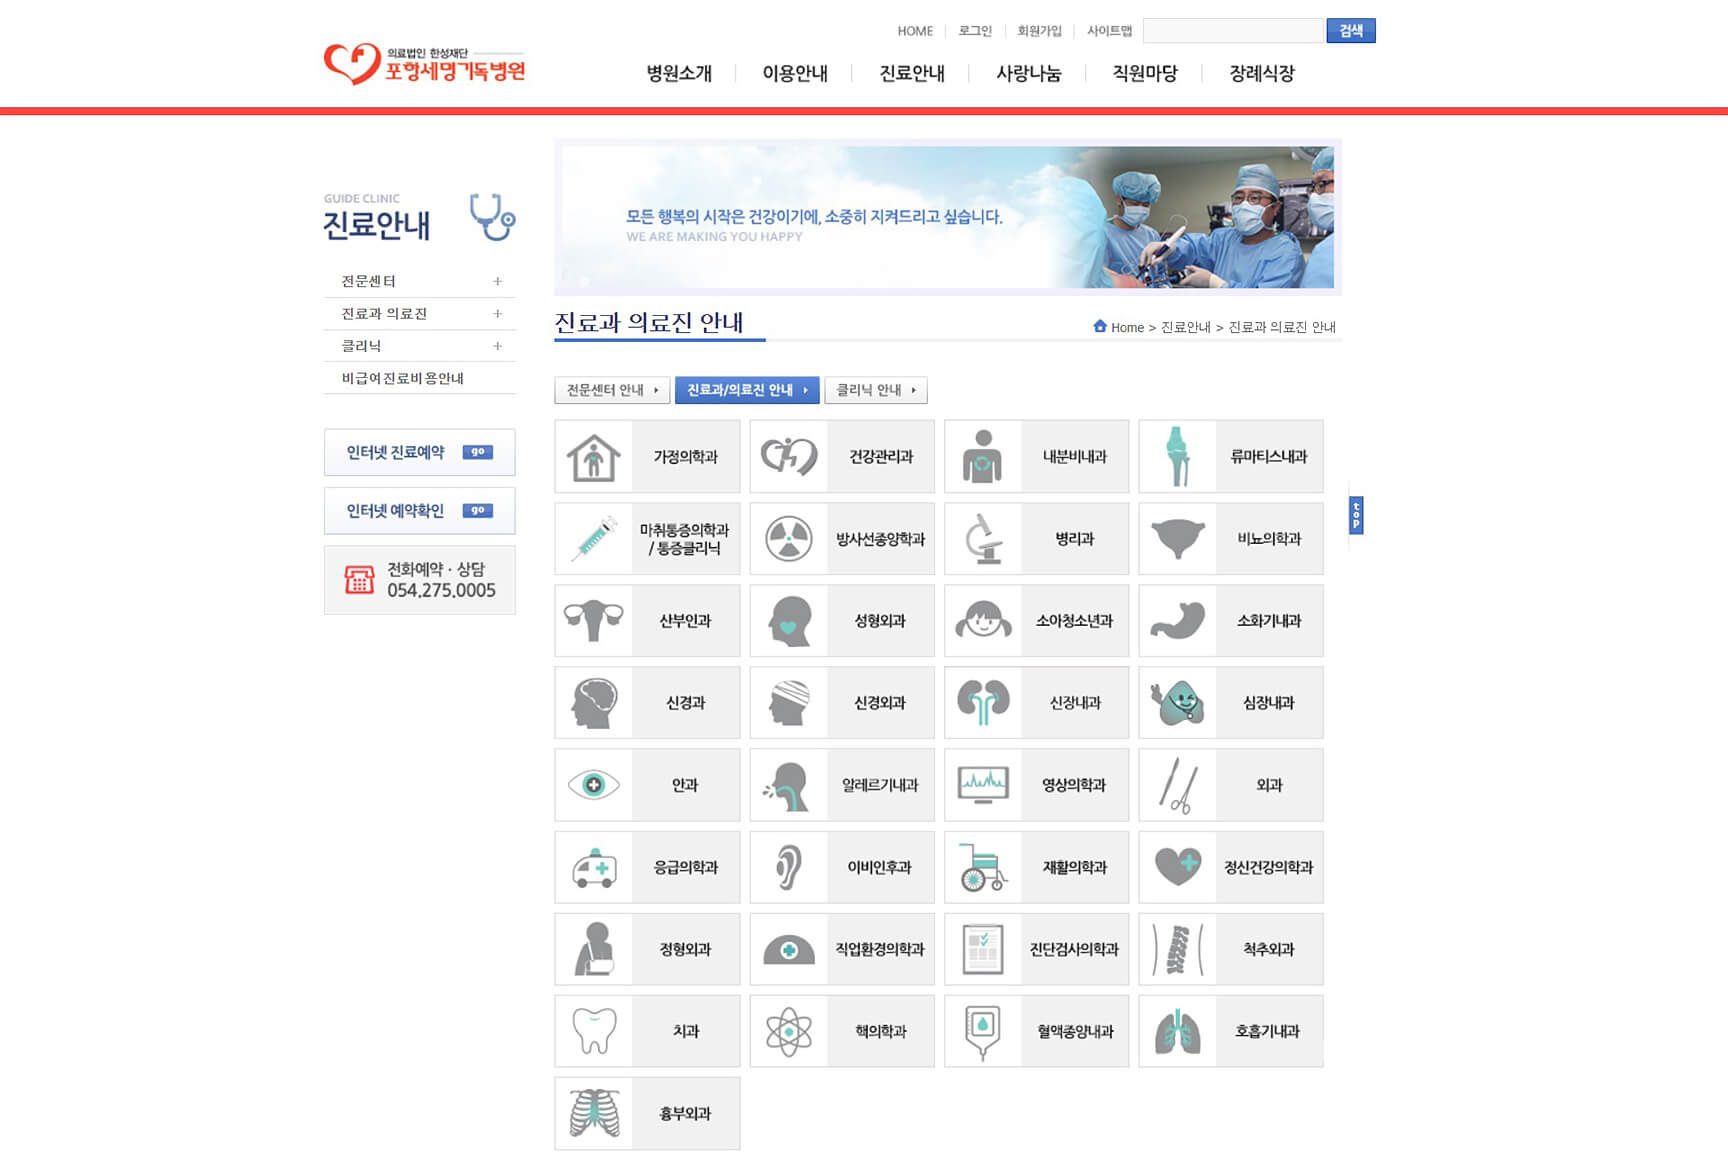 HOME
로그인
회원가입
사이트맵
검색
의료법인 한성재단
포항세명기독병원
병원소개
이용안내
진료안내
사랑나눔
직원마당
장례식장
GUIDE CLINIC
진료안내
전문센터 +
진료과 의료진 +
클리닉 +
비급여진료비용안내
인터넷 진료예약 go
인터넷 예약확인 go
전화예약 · 상담
054.275.0005
모든 행복의 시작은 건강이기에, 소중히 지켜드리고 싶습니다.
WE ARE MAKING YOU HAPPY
진료과 의료진 안내
Home > 진료안내 > 진료과 의료진 안내
전문센터 안내
진료과/의료진 안내
클리닉 안내
가정의학과
건강관리과
내분비내과
류마티스내과
마취통증의학과
/ 통증클리닉
방사선종양학과
병리과
비뇨의학과
산부인과
성형외과
소아청소년과
소화기내과
신경과
신경외과
신장내과
심장내과
안과
알레르기내과
영상의학과
외과
응급의학과
이비인후과
재활의학과
정신건강의학과
정형외과
직업환경의학과
진단검사의학과
척추외과
치과
핵의학과
혈액종양내과
호흡기내과
흉부외과
top